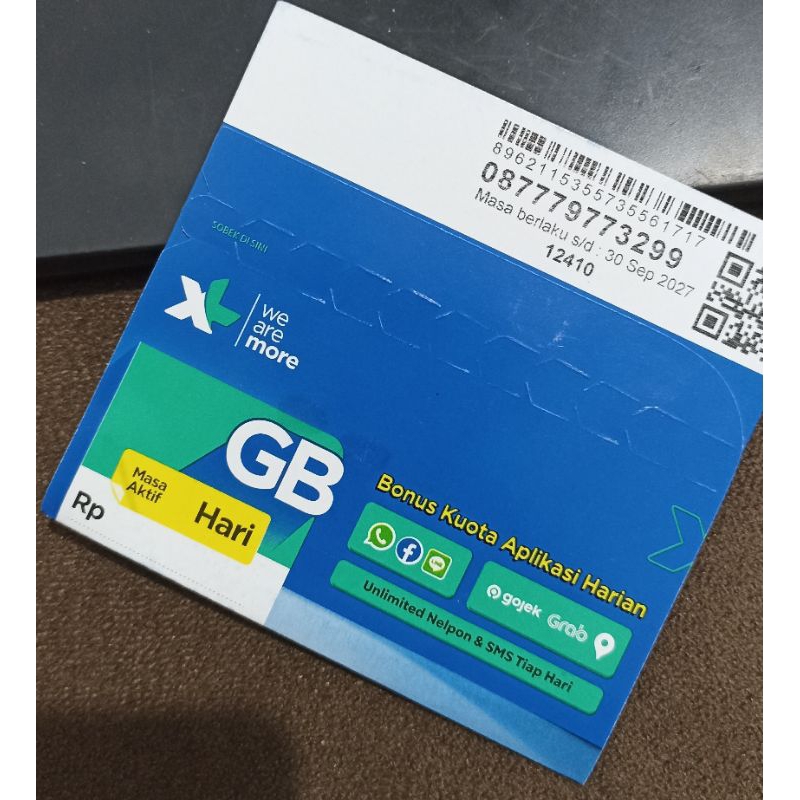 8962115355735561717
087779773299
Masa berlaku s/d : 30 Sep 2027
12410
SOBEK DI SINI
XL
we
are
more
GB
Masa
Aktif
Hari
Rp
Bonus Kuota Aplikasi Harian
LINE
gojek Grab
Unlimited Nelpon & SMS Tiap Hari